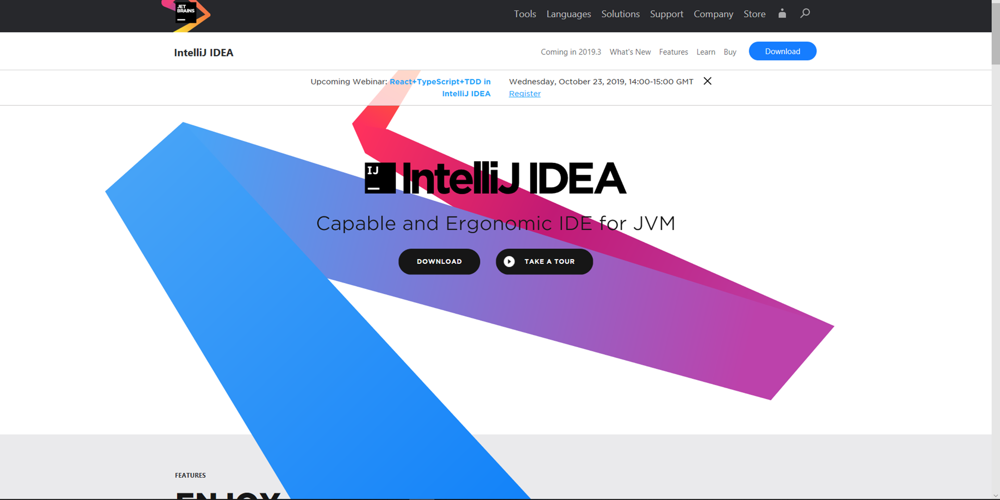 JET
BRAINS
Tools Languages Solutions Support Company Store
IntelliJ IDEA
Coming in 2019.3 What's New Features Learn Buy Download
Upcoming Webinar: React+TypeScript+TDD in
IntelliJ IDEA
Wednesday, October 23, 2019, 14:00-15:00 GMT
Register
IJ IntelliJ IDEA
Capable and Ergonomic IDE for JVM
DOWNLOAD TAKE A TOUR
FEATURES
ENJOY